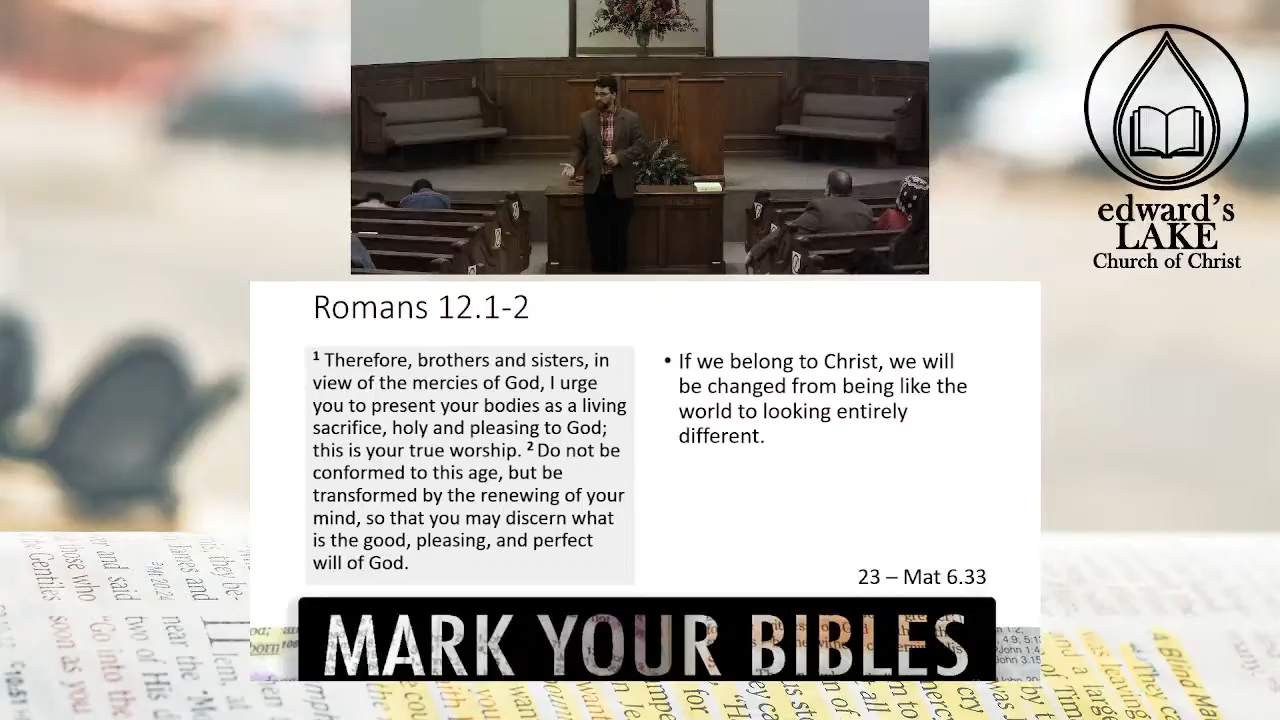 edward's
LAKE
Church of Christ
Romans 12.1-2
1 Therefore, brothers and sisters, in
view of the mercies of God, I urge
you to present your bodies as a living
sacrifice, holy and pleasing to God;
this is your true worship. 2 Do not be
conformed to this age, but be
transformed by the renewing of your
mind, so that you may discern what
is the good, pleasing, and perfect
will of God.
• If we belong to Christ, we will
be changed from being like the
world to looking entirely
different.
23 – Mat 6.33
MARK YOUR BIBLES